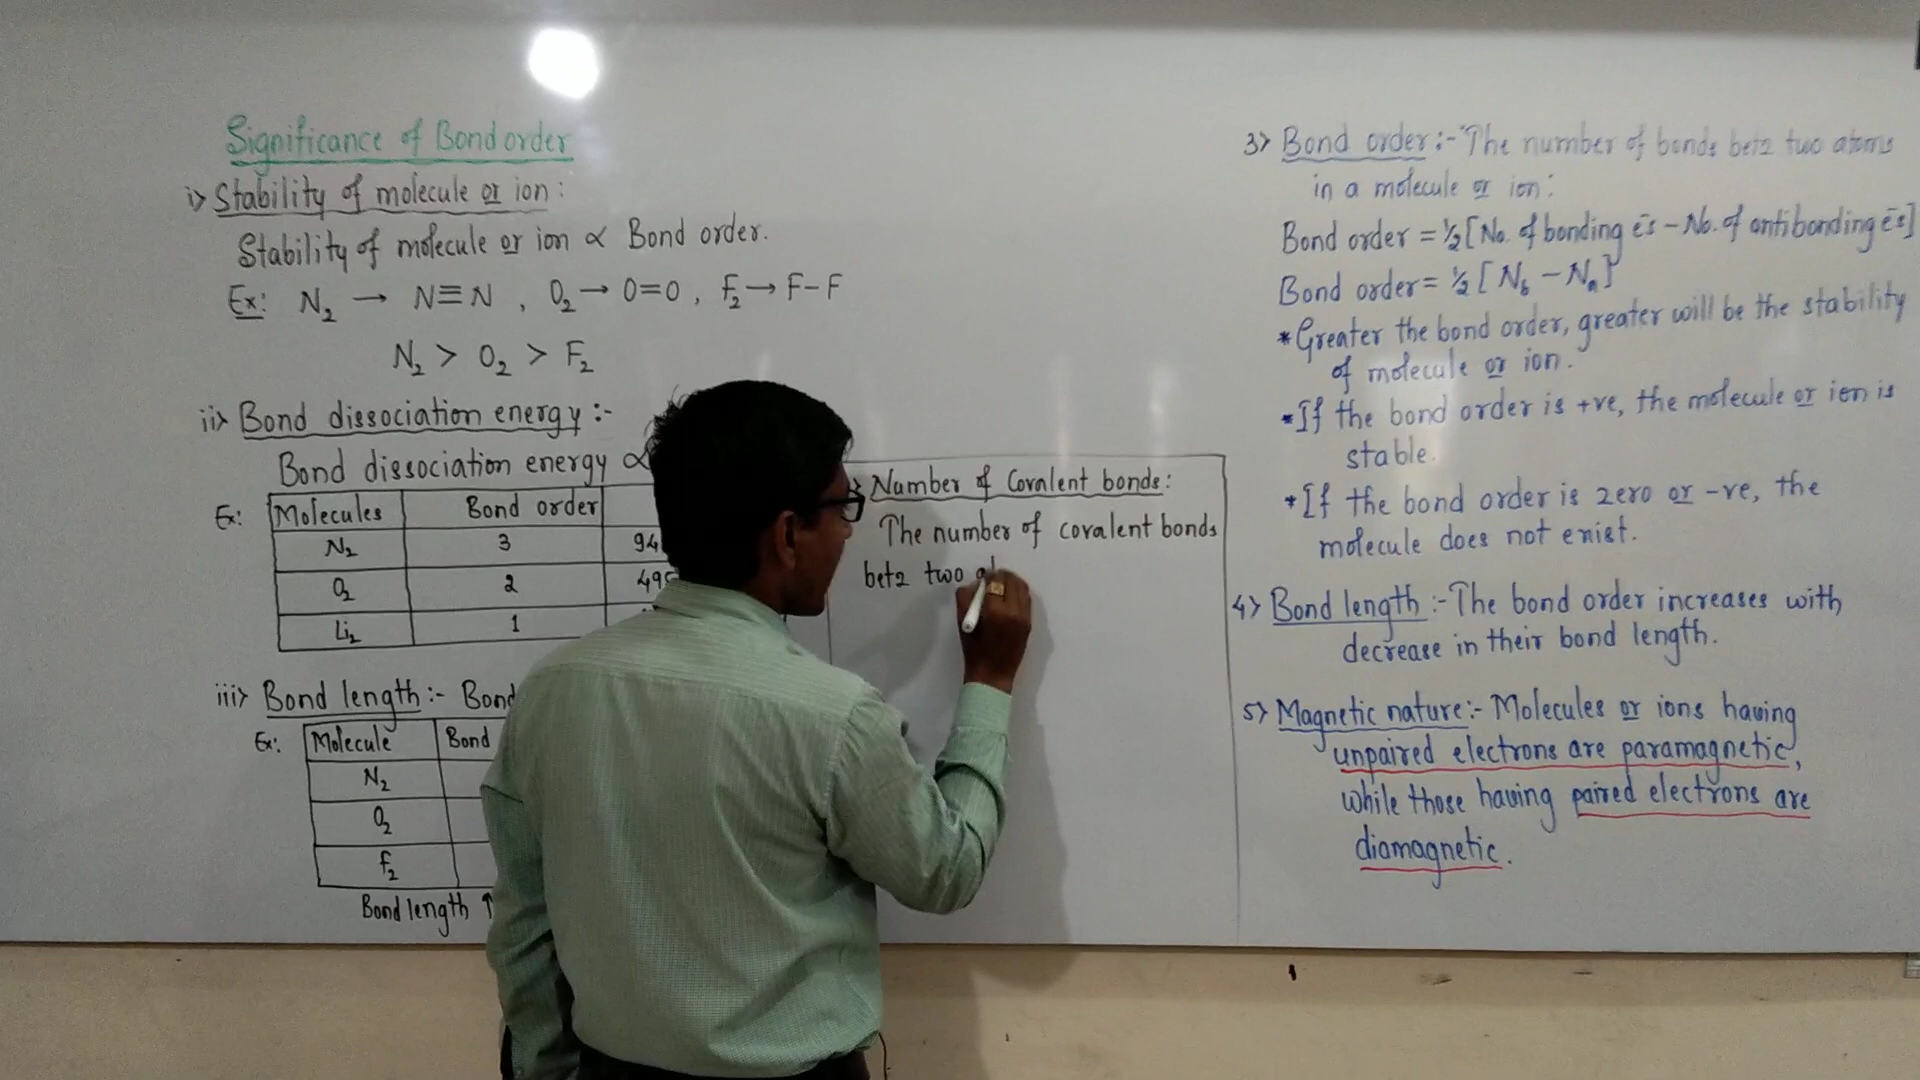 Significance of Bond order
i> Stability of molecule or ion:
Stability of molecule or ion ∝ Bond order.
Ex: N₂ → N≡N , O₂ → O=O , F₂ → F–F
N₂ > O₂ > F₂
ii> Bond dissociation energy :-
Bond dissociation energy ∝
Ex:
Molecules Bond order
N₂ 3 94
O₂ 2 495
Li₂ 1
iii> Bond length :- Bond
Ex: Molecule Bond
N₂
O₂
F₂
Bond length ↑
> Number of Covalent bonds:
The number of covalent bonds
betn two
3> Bond order :- "The number of bonds betn two atoms
in a molecule or ion:
Bond order = ½ [No. of bonding ēs – No. of antibonding ēs]
Bond order = ½ [N_b – N_a]
* Greater the bond order, greater will be the stability
of molecule or ion.
* If the bond order is +ve, the molecule or ion is
stable.
* If the bond order is zero or -ve, the
molecule does not exist.
4> Bond length :- The bond order increases with
decrease in their bond length.
5> Magnetic nature :- Molecules or ions having
unpaired electrons are paramagnetic,
while those having paired electrons are
diamagnetic.